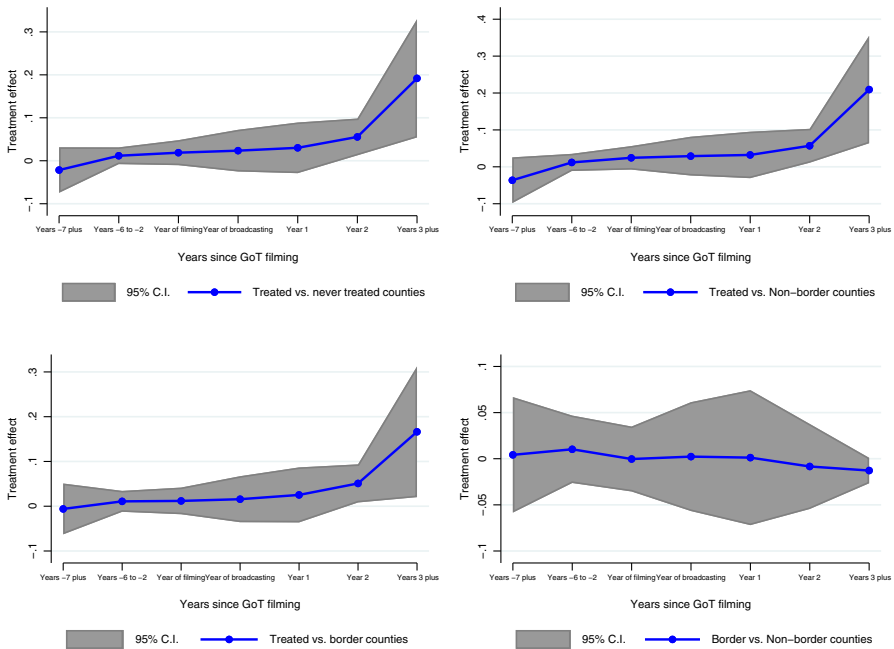 Treatment effect
.3
.2
.1
0
−.1
Years −7 plus Years −6 to −2 Year of filming Year of broadcasting Year 1 Year 2 Years 3 plus
Years since GoT filming
95% C.I. Treated vs. never treated counties
Treatment effect
.4
.3
.2
.1
0
−.1
Years −7 plus Years −6 to −2 Year of filming Year of broadcasting Year 1 Year 2 Years 3 plus
Years since GoT filming
95% C.I. Treated vs. Non−border counties
Treatment effect
.3
.2
.1
0
−.1
Years −7 plus Years −6 to −2 Year of filming Year of broadcasting Year 1 Year 2 Years 3 plus
Years since GoT filming
95% C.I. Treated vs. border counties
Treatment effect
.1
.05
0
−.05
−.1
Years −7 plus Years −6 to −2 Year of filming Year of broadcasting Year 1 Year 2 Years 3 plus
Years since GoT filming
95% C.I. Border vs. Non−border counties